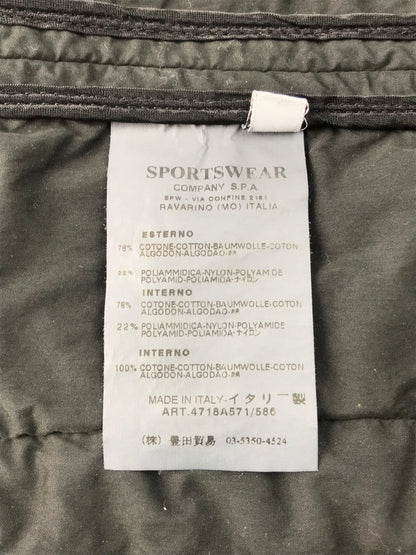 SPORTSWEAR
COMPANY S.P.A.
SPW - VIA CONFINE 2161
RAVARINO (MO) ITALIA
ESTERNO
78% COTONE-COTTON-BAUMWOLLE-COTON
ALGODON-ALGODAO-綿
22% POLIAMMIDICA-NYLON-POLYAMIDE
POLYAMID-POLIAMIDA-ナイロン
INTERNO
78% COTONE-COTTON-BAUMWOLLE-COTON
ALGODON-ALGODAO-綿
22% POLIAMMIDICA-NYLON-POLYAMIDE
POLYAMID-POLIAMIDA-ナイロン
INTERNO
100% COTONE-COTTON-BAUMWOLLE-COTON
ALGODON-ALGODAO-綿
MADE IN ITALY-イタリー製
ART.4718A571/586
(株) 豊田貿易 03-5350-4524